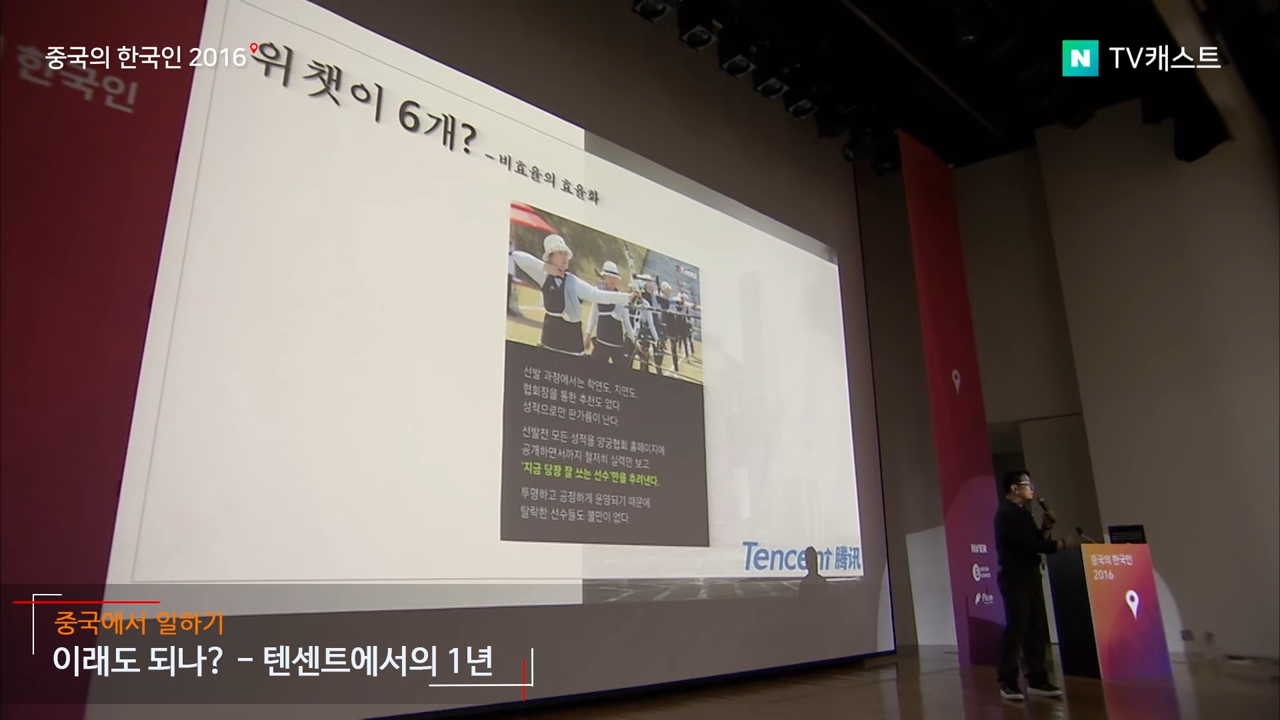 중국의 한국인 2016
TV캐스트
한국인
위 챗이 6개? – 비효율의 효율화
선발 과정에서는 학연도, 지연도,
협회장을 통한 추천도 없다.
성적으로만 판가름이 난다.
선발전 모든 성적을 양궁협회 홈페이지에
공개하면서까지 철저히 실력만 보고
'지금 당장 잘 쏘는 선수'만을 추려낸다.
투명하고 공정하게 운영되기 때문에
탈락한 선수들도 불만이 없다.
Tencent 腾讯
NAVER
중국의 한국인
2016
중국에서 일하기
이래도 되나? – 텐센트에서의 1년